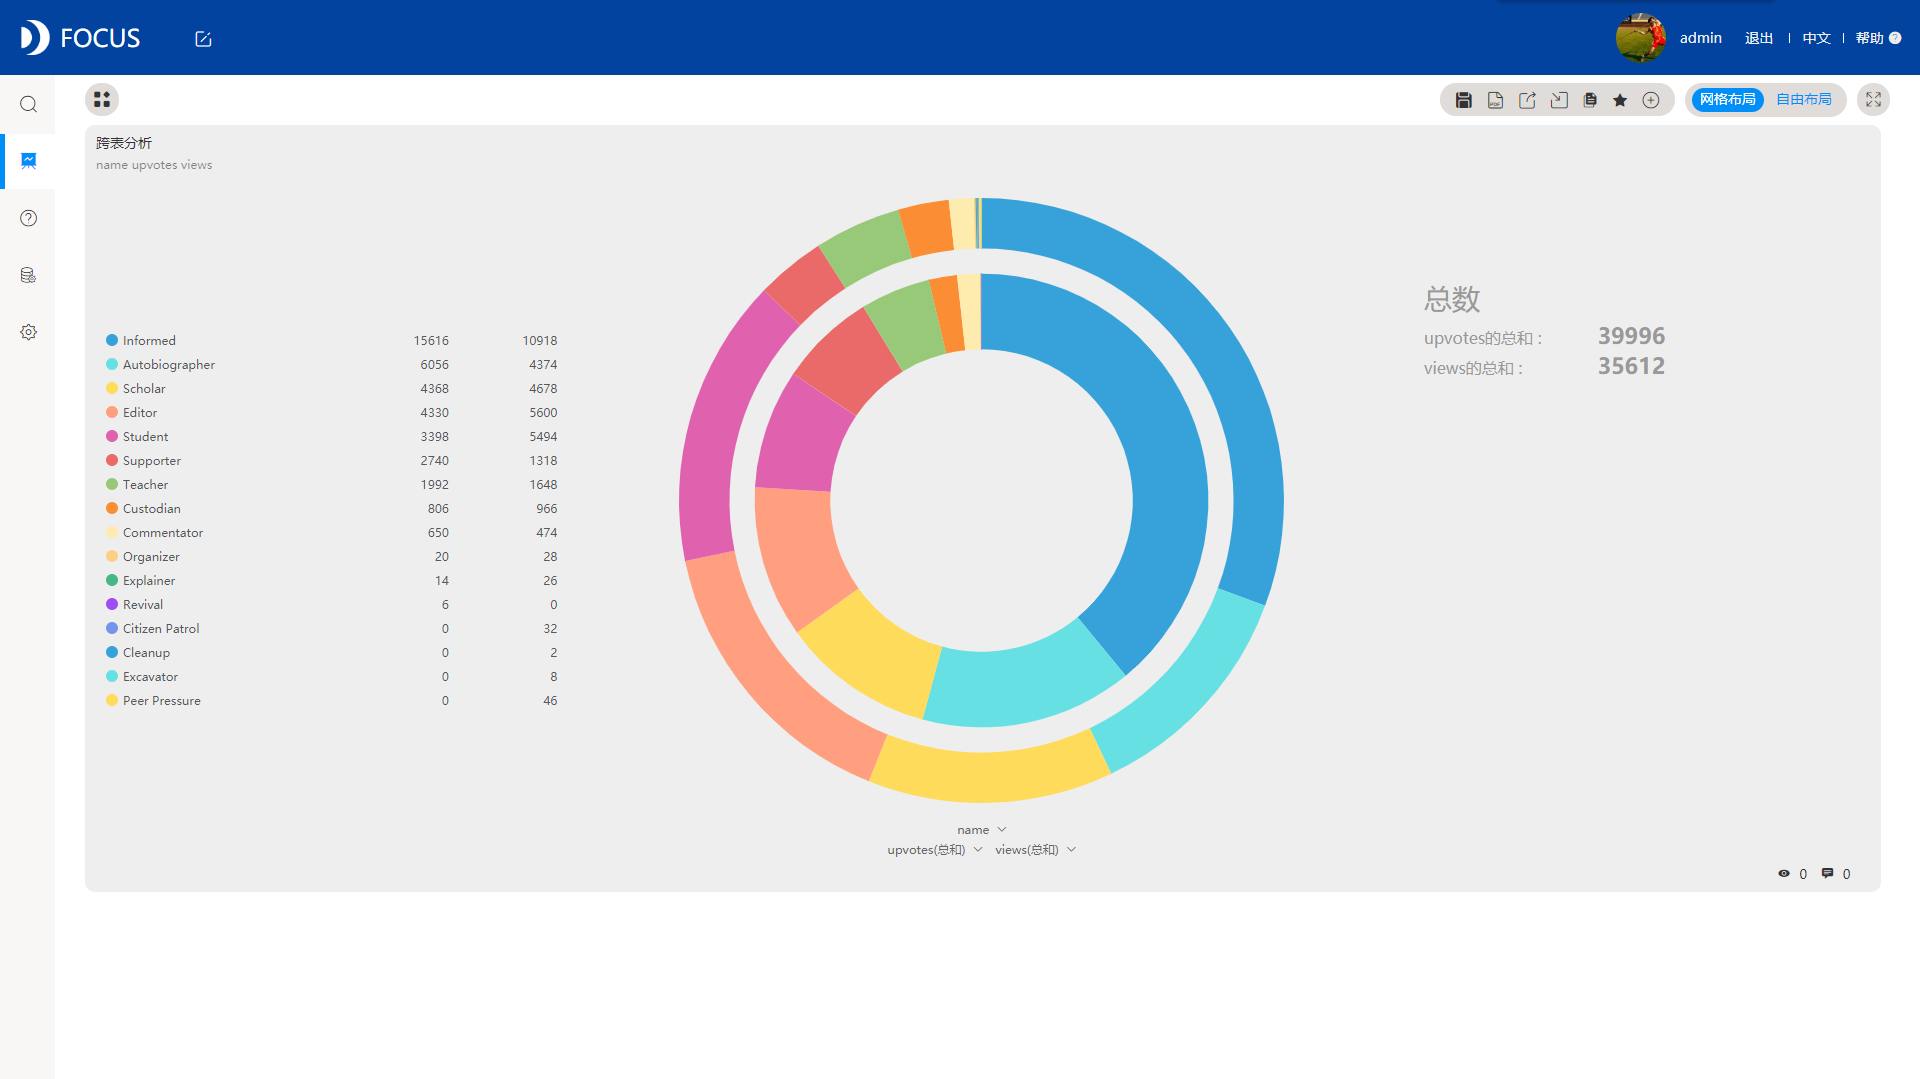 FOCUS
admin 退出 中文 帮助 ?
网格布局 自由布局
跨表分析
name upvotes views
Informed 15616 10918
Autobiographer 6056 4374
Scholar 4368 4678
Editor 4330 5600
Student 3398 5494
Supporter 2740 1318
Teacher 1992 1648
Custodian 806 966
Commentator 650 474
Organizer 20 28
Explainer 14 26
Revival 6 0
Citizen Patrol 0 32
Cleanup 0 2
Excavator 0 8
Peer Pressure 0 46
总数
upvotes的总和 : 39996
views的总和 : 35612
name
upvotes(总和) views(总和)
0 0